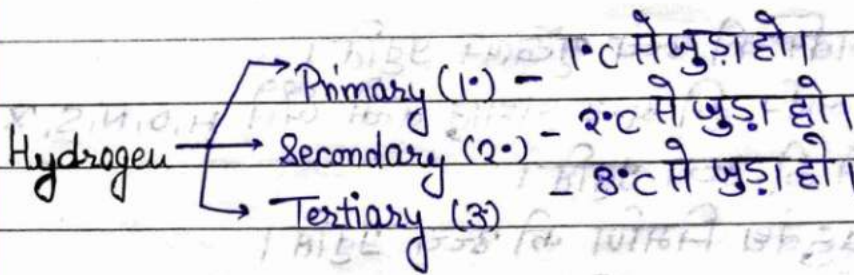 Primary (1°) - 1°C से जुड़ा हो।
Hydrogen → Secondary (2°) - 2°C से जुड़ा हो।
Tertiary (3°) - 3°C से जुड़ा हो।